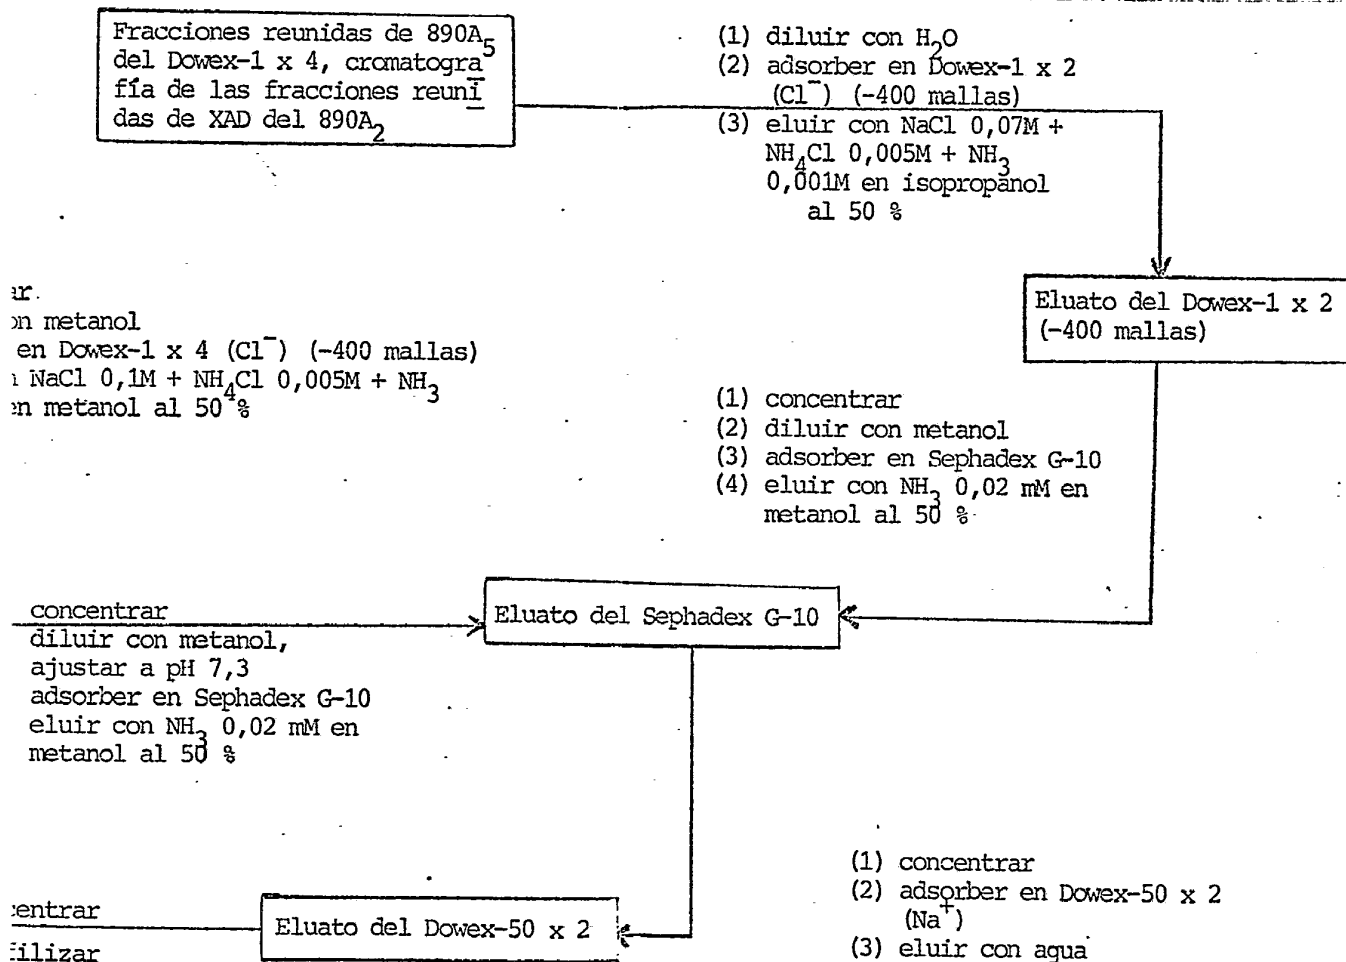 Fracciones reunidas de 890A5
del Dowex-1 x 4, cromatogra
fía de las fracciones reuni
das de XAD del 890A2
(1) diluir con H2O
(2) adsorber en Dowex-1 x 2
(Cl-) (-400 mallas)
(3) eluir con NaCl 0,07M +
NH4Cl 0,005M + NH3
0,001M en isopropanol
al 50 %
ar.
on metanol
en Dowex-1 x 4 (Cl-) (-400 mallas)
NaCl 0,1M + NH4Cl 0,005M + NH3
en metanol al 50 %
Eluato del Dowex-1 x 2
(-400 mallas)
(1) concentrar
(2) diluir con metanol
(3) adsorber en Sephadex G-10
(4) eluir con NH3 0,02 mM en
metanol al 50 %
concentrar
diluir con metanol,
ajustar a pH 7,3
adsorber en Sephadex G-10
eluir con NH3 0,02 mM en
metanol al 50 %
Eluato del Sephadex G-10
(1) concentrar
(2) adsorber en Dowex-50 x 2
(Na+)
(3) eluir con agua
centrar
filizar
Eluato del Dowex-50 x 2